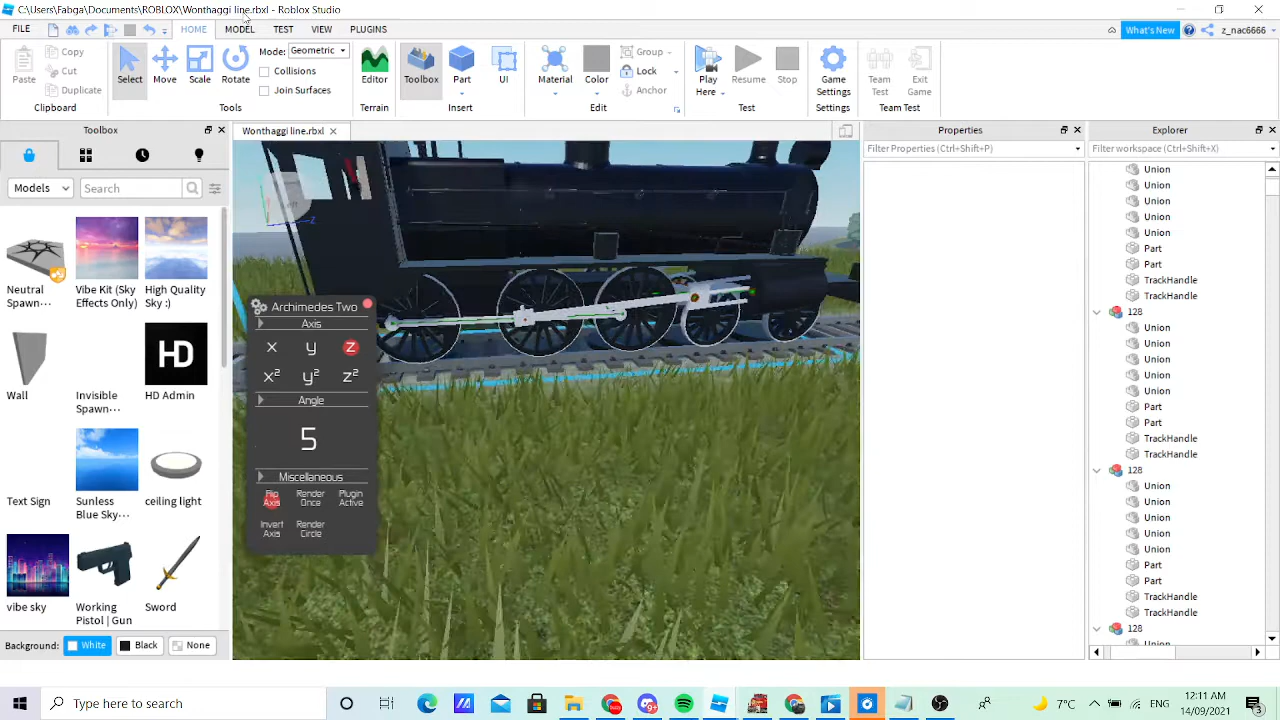 C:\Users\Fabga\Documents\ROBLOX\Wonthaggi line.rbxl - Roblox Studio
FILE HOME MODEL TEST VIEW PLUGINS What's New z_nac6666
Paste Copy Cut Duplicate
Clipboard
Select Move Scale Rotate
Mode: Geometric
Collisions
Join Surfaces
Tools
Editor
Terrain
Toolbox Part UI
Insert
Material Color
Group
Lock
Anchor
Edit
Play Here Resume Stop
Test
Game Settings
Settings
Team Test Exit Game
Team Test
Toolbox
Models Search
Neutral Spawn...
Vibe Kit (Sky Effects Only)
High Quality Sky :)
Wall
Invisible Spawn...
HD
HD Admin
Text Sign
Sunless Blue Sky...
ceiling light
vibe sky
Working Pistol | Gun
Sword
Background: White Black None
Wonthaggi line.rbxl
Z
Archimedes Two
Axis
X Y Z
X² Y² Z²
Angle
5
Miscellaneous
Flip Axis
Render Once
Plugin Active
Invert Axis
Render Circle
Properties
Filter Properties (Ctrl+Shift+P)
Explorer
Filter workspace (Ctrl+Shift+X)
Union
Union
Union
Union
Union
Part
Part
TrackHandle
TrackHandle
128
Union
Union
Union
Union
Union
Part
Part
TrackHandle
TrackHandle
128
Union
Union
Union
Union
Union
Part
Part
TrackHandle
TrackHandle
128
Union
Type here to search
7°C ENG
12:11 AM
14/09/2021
3